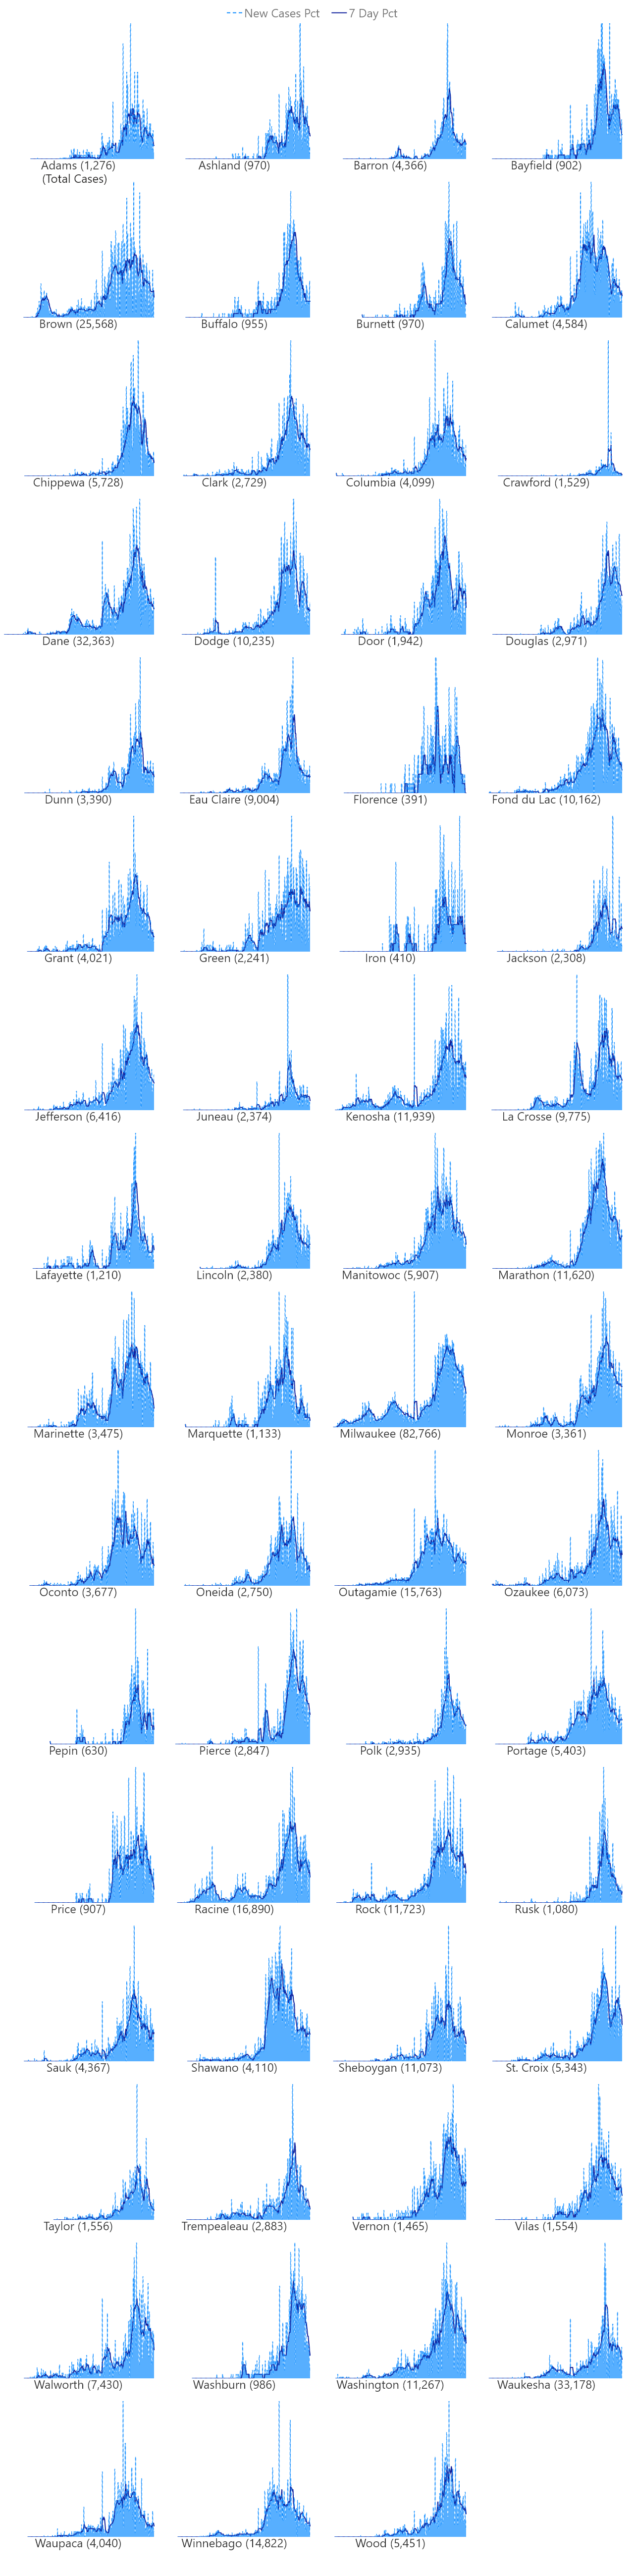 New Cases Pct 7 Day Pct
Adams (1,276) Ashland (970) Barron (4,366) Bayfield (902)
(Total Cases)
Brown (25,568) Buffalo (955) Burnett (970) Calumet (4,584)
Chippewa (5,728) Clark (2,729) Columbia (4,099) Crawford (1,529)
Dane (32,363) Dodge (10,235) Door (1,942) Douglas (2,971)
Dunn (3,390) Eau Claire (9,004) Florence (391) Fond du Lac (10,162)
Grant (4,021) Green (2,241) Iron (410) Jackson (2,308)
Jefferson (6,416) Juneau (2,374) Kenosha (11,939) La Crosse (9,775)
Lafayette (1,210) Lincoln (2,380) Manitowoc (5,907) Marathon (11,620)
Marinette (3,475) Marquette (1,133) Milwaukee (82,766) Monroe (3,361)
Oconto (3,677) Oneida (2,750) Outagamie (15,763) Ozaukee (6,073)
Pepin (630) Pierce (2,847) Polk (2,935) Portage (5,403)
Price (907) Racine (16,890) Rock (11,723) Rusk (1,080)
Sauk (4,367) Shawano (4,110) Sheboygan (11,073) St. Croix (5,343)
Taylor (1,556) Trempealeau (2,883) Vernon (1,465) Vilas (1,554)
Walworth (7,430) Washburn (986) Washington (11,267) Waukesha (33,178)
Waupaca (4,040) Winnebago (14,822) Wood (5,451)